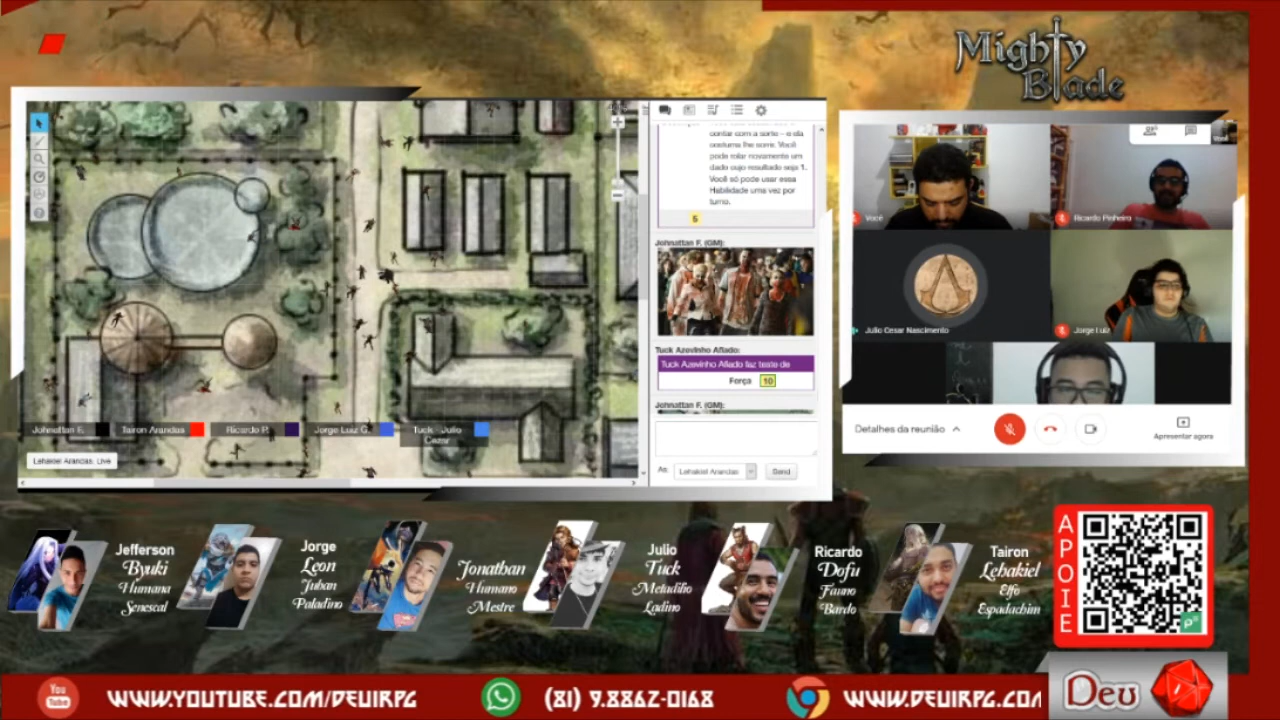 Mighty
Blade
contar com a sorte – e ela
costuma lhe sorrir. Você
pode rolar novamente um
dado cujo resultado seja 1.
Você só pode usar essa
Habilidade uma vez por
turno.
5
Johnattan F. (GM):
Tuck Azevinho Afiado:
Tuck Azevinho Afiado faz teste de
Força 10
Johnattan F. (GM):
As: Lehakiel Arandas Send
Johnattan F.
Tairon Arandas
Ricardo P.
Jorge Luiz G.
Tuck - Julio
Cezar
Lehakiel Arandas, Live
Você
Ricardo Pinheiro
Julio Cesar Nascimento
Jorge Luiz
Detalhes da reunião
Apresentar agora
Jefferson
Byuki
Humana
Senescal
Jorge
Leon
Juban
Paladino
Jonathan
Humano
Mestre
Julio
Tuck
Metadílio
Ladino
Ricardo
Dofu
Fauno
Bardo
Tairon
Lehakiel
Elfo
Espadachim
APOIE
You
Tube
WWW.YOUTUBE.COM/DEU1RPG
(81) 9.8862-0168
WWW.DEU1RPG.CO
Deu